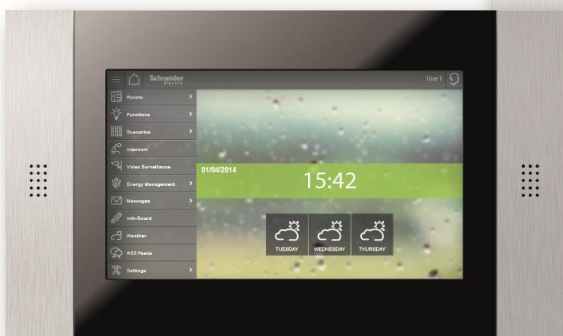 Schneider
Electric
User 1
Rooms
Functions
Scenarios
Intercom
Video Surveillance
Energy Management
Messages
Info-Board
Weather
RSS Feeds
Settings
01/04/2014
15:42
TUESDAY WEDNESDAY THURSDAY